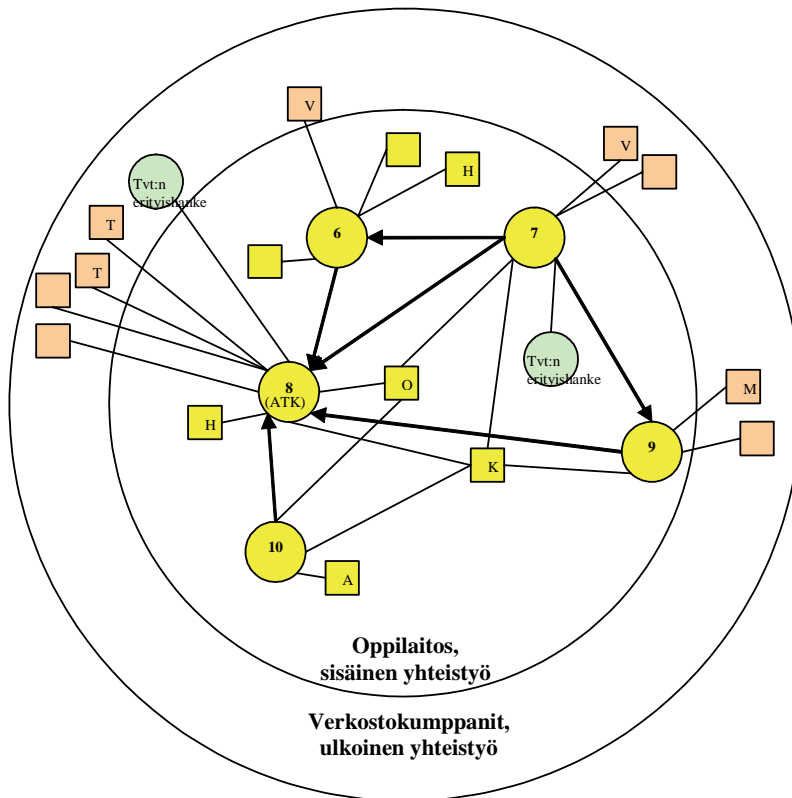 V
V
H
Tvt:n
erityishanke
T
6
7
T
Tvt:n
erityishanke
8
(ATK)
O
M
H
9
K
10
A
Oppilaitos,
sisäinen yhteistyö
Verkostokumppanit,
ulkoinen yhteistyö